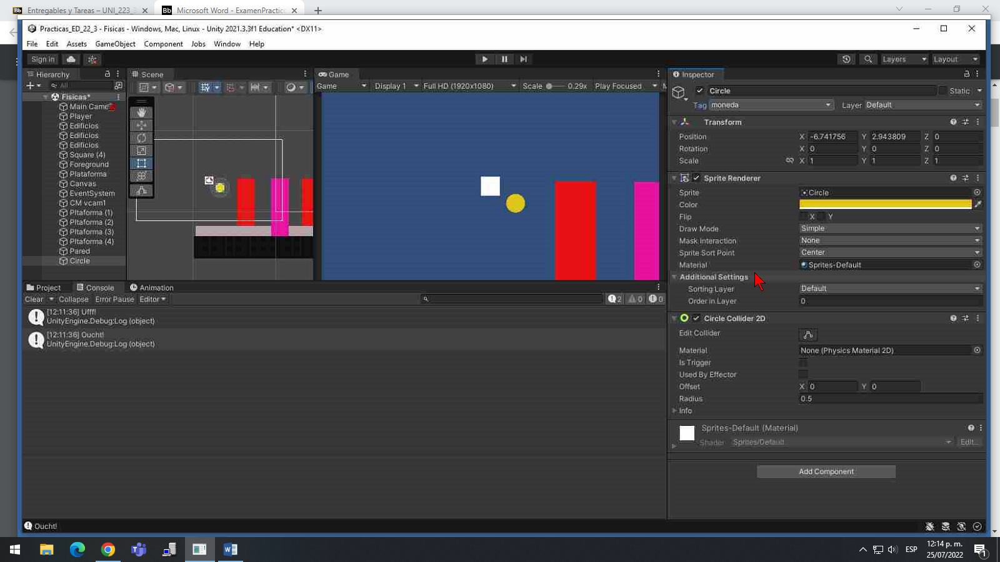 Entregables y Tareas – UNI_223_3
Microsoft Word - ExamenPractico
Practicas_ED_22_3 - Fisicas - Windows, Mac, Linux - Unity 2021.3.3f1 Education* <DX11>
File Edit Assets GameObject Component Jobs Window Help
Sign in
Layers
Layout
Hierarchy
All
Fisicas*
Main Came
Player
Edificios
Edificios
Edificios
Square (4)
Foreground
Plataforma
Canvas
EventSystem
CM vcam1
Pltaforma (1)
Pltaforma (2)
Pltaforma (3)
Pltaforma (4)
Pared
Circle
Scene
Game
Game Display 1 Full HD (1920x1080) Scale 0.29x Play Focused
Inspector
Circle Static
Tag moneda Layer Default
Transform
Position X -6.741756 Y 2.943809 Z 0
Rotation X 0 Y 0 Z 0
Scale X 1 Y 1 Z 1
Sprite Renderer
Sprite Circle
Color
Flip X Y
Draw Mode Simple
Mask Interaction None
Sprite Sort Point Center
Material Sprites-Default
Additional Settings
Sorting Layer Default
Order in Layer 0
Circle Collider 2D
Edit Collider
Material None (Physics Material 2D)
Is Trigger
Used By Effector
Offset X 0 Y 0
Radius 0.5
Info
Sprites-Default (Material)
Shader Sprites/Default Edit...
Add Component
Project Console Animation
Clear Collapse Error Pause Editor 2 0 0
[12:11:36] Ufff!
UnityEngine.Debug:Log (object)
[12:11:36] Oucht!
UnityEngine.Debug:Log (object)
Oucht!
ESP
12:14 p. m.
25/07/2022
1